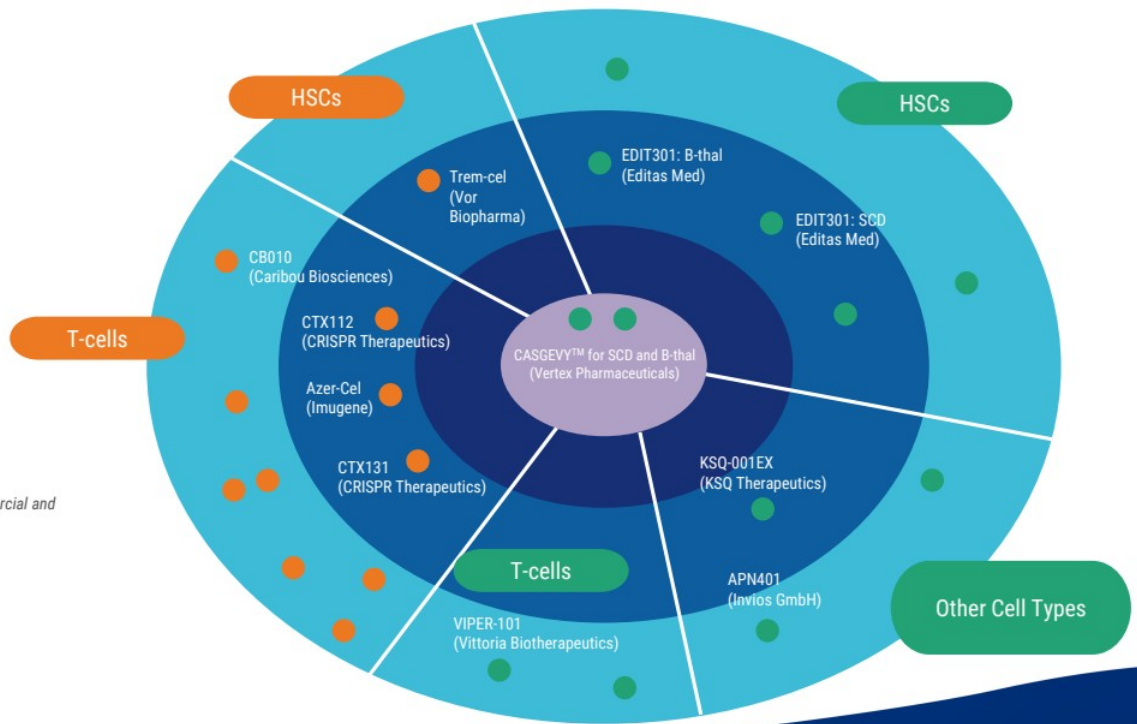 HSCs
HSCs
Trem-cel
(Vor
Biopharma)
EDIT301: B-thal
(Editas Med)
EDIT301: SCD
(Editas Med)
CB010
(Caribou Biosciences)
T-cells
CTX112
(CRISPR Therapeutics)
CASGEVY™ for SCD and B-thal
(Vertex Pharmaceuticals)
Azer-Cel
(Imugene)
CTX131
(CRISPR Therapeutics)
KSQ-001EX
(KSQ Therapeutics)
cial and
T-cells
APN401
(Invios GmbH)
Other Cell Types
VIPER-101
(Vittoria Biotherapeutics)